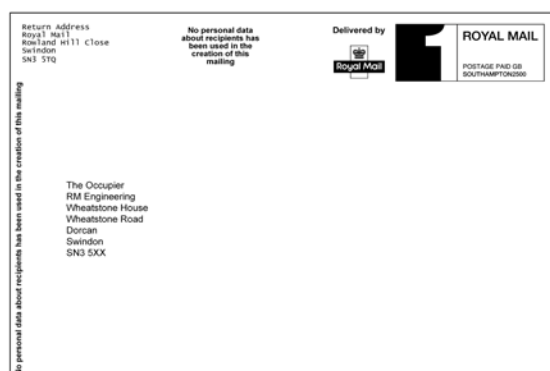 Return Address
Royal Mail
Rowland Hill Close
Swindon
SN3 5TQ
No personal data
about recipients has
been used in the
creation of this
mailing
Delivered by
Royal Mail
1
ROYAL MAIL
POSTAGE PAID GB
SOUTHAMPTON2500
No personal data about recipients has been used in the creation of this mailing
The Occupier
RM Engineering
Wheatstone House
Wheatstone Road
Dorcan
Swindon
SN3 5XX